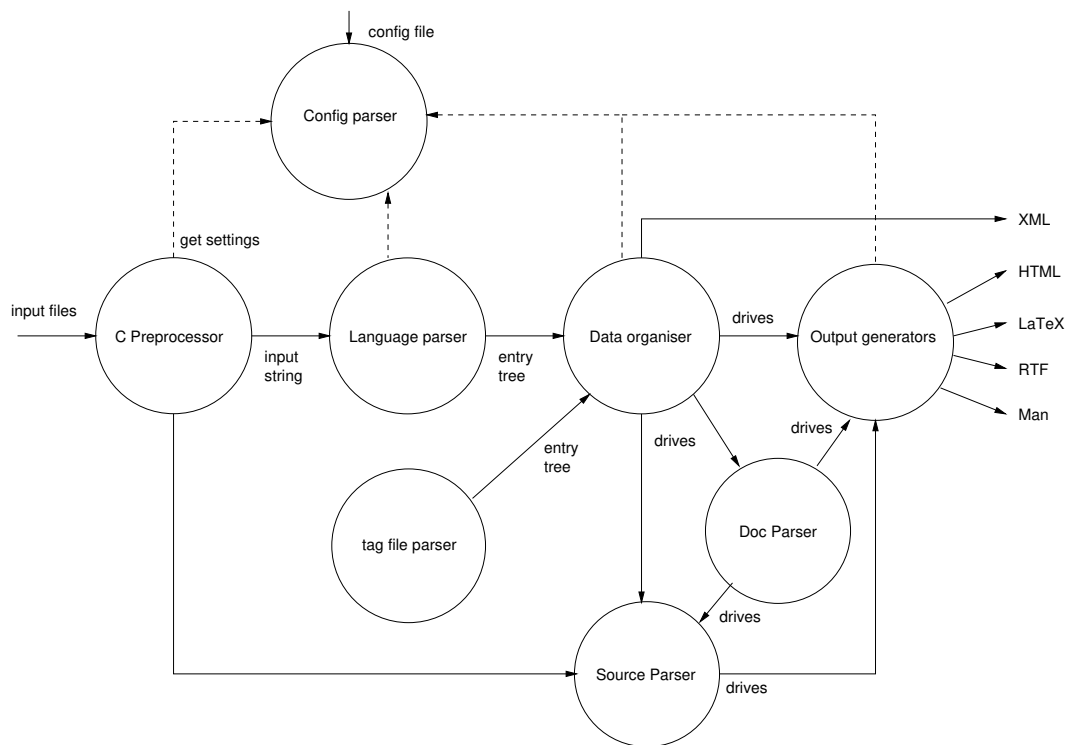 config file
Config parser
get settings
XML
HTML
input files
drives
LaTeX
C Preprocessor
Language parser
Data organiser
Output generators
input
string
entry
tree
RTF
Man
drives
drives
entry
tree
Doc Parser
tag file parser
drives
Source Parser
drives